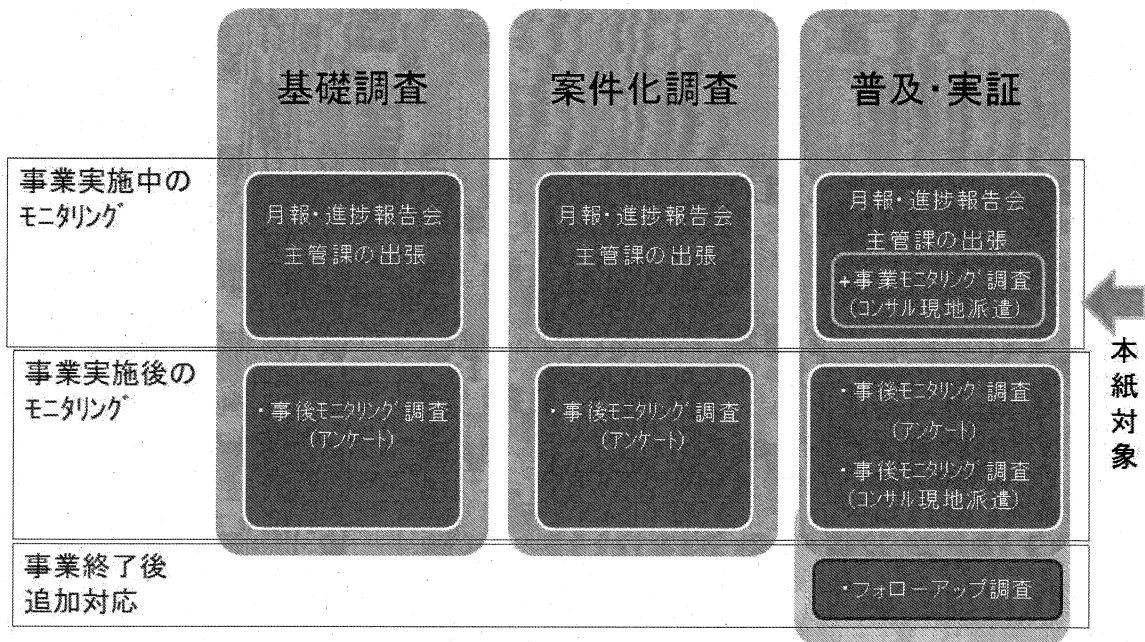 基礎調査
案件化調査
普及・実証
事業実施中の
モニタリング
月報・進捗報告会
主管課の出張
月報・進捗報告会
主管課の出張
月報・進捗報告会
主管課の出張
+事業モニタリング調査
(コンサル現地派遣)
本紙対象
事業実施後の
モニタリング
・事後モニタリング調査
(アンケート)
・事後モニタリング調査
(アンケート)
・事後モニタリング調査
(アンケート)
・事後モニタリング調査
(コンサル現地派遣)
事業終了後
追加対応
・フォローアップ調査